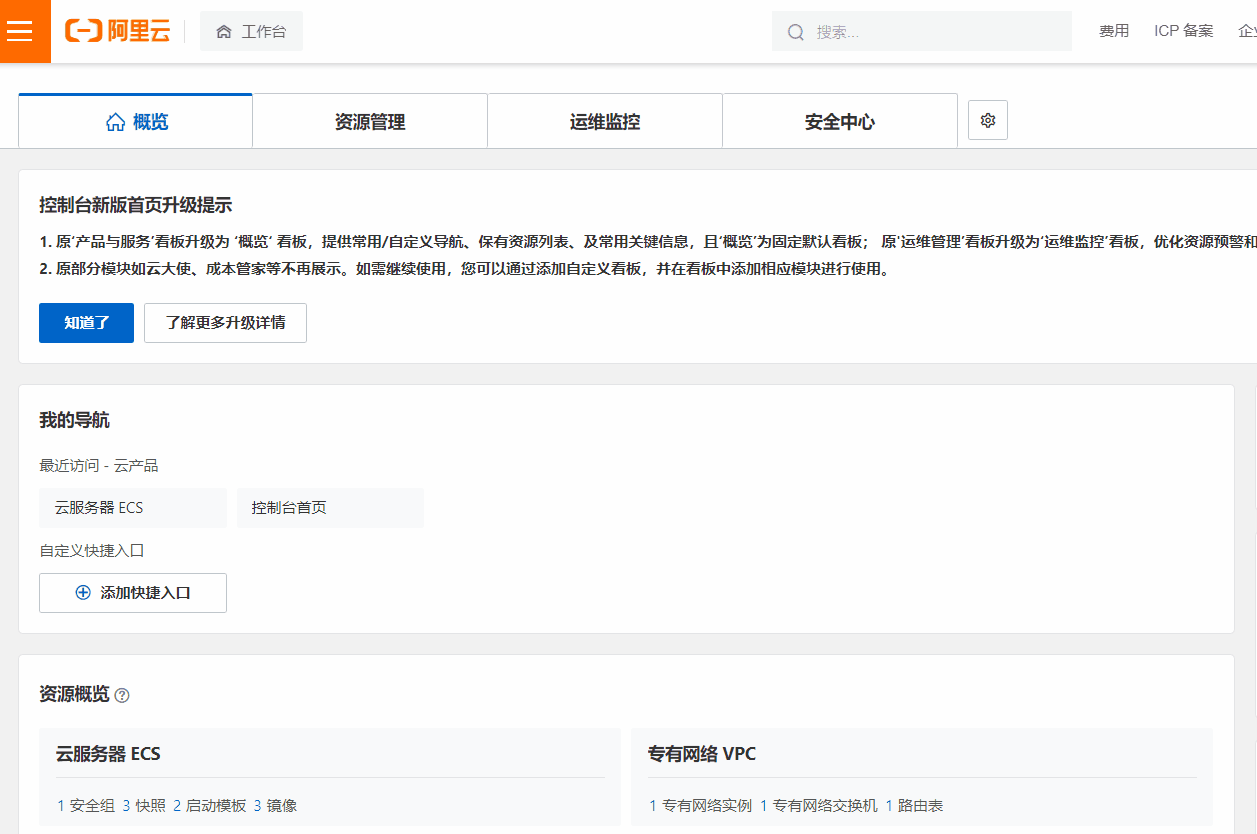 阿里云
工作台
搜索...
费用
ICP 备案
概览
资源管理
运维监控
安全中心
控制台新版首页升级提示
1. 原'产品与服务'看板升级为 '概览' 看板，提供常用/自定义导航、保有资源列表、及常用关键信息，且'概览'为固定默认看板； 原'运维管理'看板升级为'运维监控'看板，优化资源预警和
2. 原部分模块如云大使、成本管家等不再展示。如需继续使用，您可以通过添加自定义看板，并在看板中添加相应模块进行使用。
知道了
了解更多升级详情
我的导航
最近访问 - 云产品
云服务器 ECS
控制台首页
自定义快捷入口
添加快捷入口
资源概览
云服务器 ECS
专有网络 VPC
1 安全组 3 快照 2 启动模板 3 镜像
1 专有网络实例 1 专有网络交换机 1 路由表